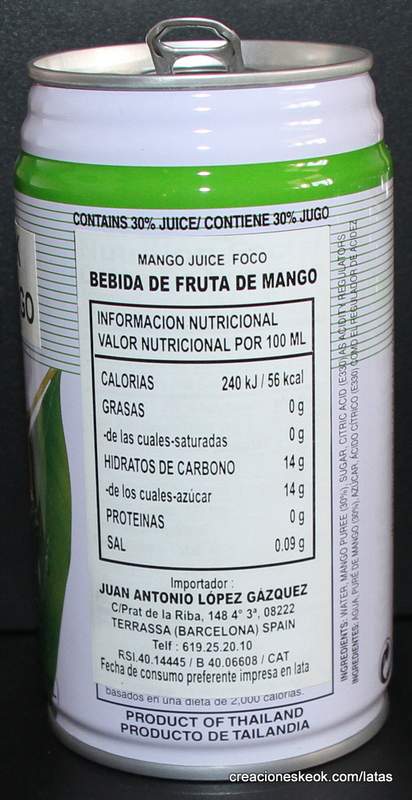 CONTAINS 30% JUICE/ CONTIENE 30% JUGO
GO
MANGO JUICE FOCO
BEBIDA DE FRUTA DE MANGO
INFORMACION NUTRICIONAL
VALOR NUTRICIONAL POR 100 ML
CALORIAS 240 kJ / 56 kcal
GRASAS 0 g
-de las cuales-saturadas 0 g
HIDRATOS DE CARBONO 14 g
-de los cuales-azúcar 14 g
PROTEINAS 0 g
SAL 0.09 g
Importador :
JUAN ANTONIO LÓPEZ GÁZQUEZ
C/Prat de la Riba, 148 4° 3ª, 08222
TERRASSA (BARCELONA) SPAIN
Telf : 619.25.20.10
RSI.40.14445 / B 40.06608 / CAT
Fecha de consumo preferente impresa en lata
basados en una dieta de 2,000 calorias.
PRODUCT OF THAILAND
PRODUCTO DE TAILANDIA
INGREDIENTS: WATER, MANGO PUREE (30%), SUGAR, CITRIC ACID (E330) AS ACIDITY REGULATORS
INGREDIENTES: AGUA, PURÉ DE MANGO (30%), AZÚCAR, ÁCIDO CÍTRICO (E330) COMO EL REGULADOR DE ACIDEZ
creacioneskeok.com/latas